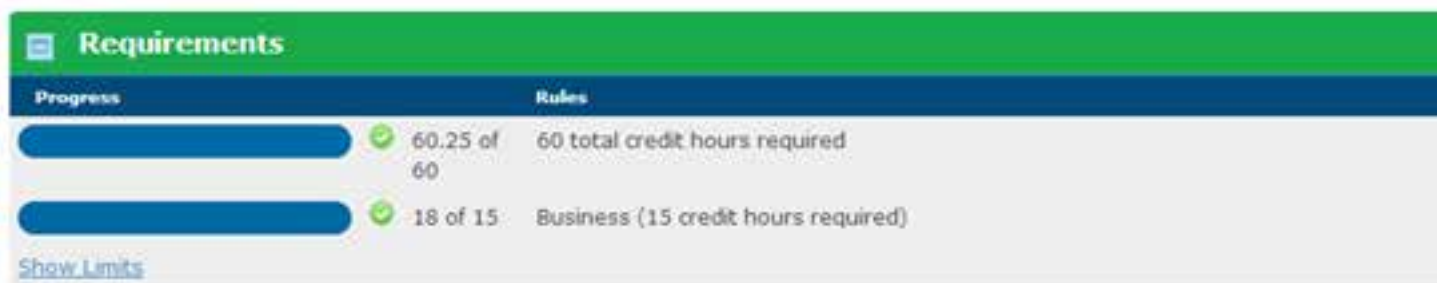 Requirements
Progress Rules
60.25 of 60 total credit hours required
60
18 of 15 Business (15 credit hours required)
Show Limits